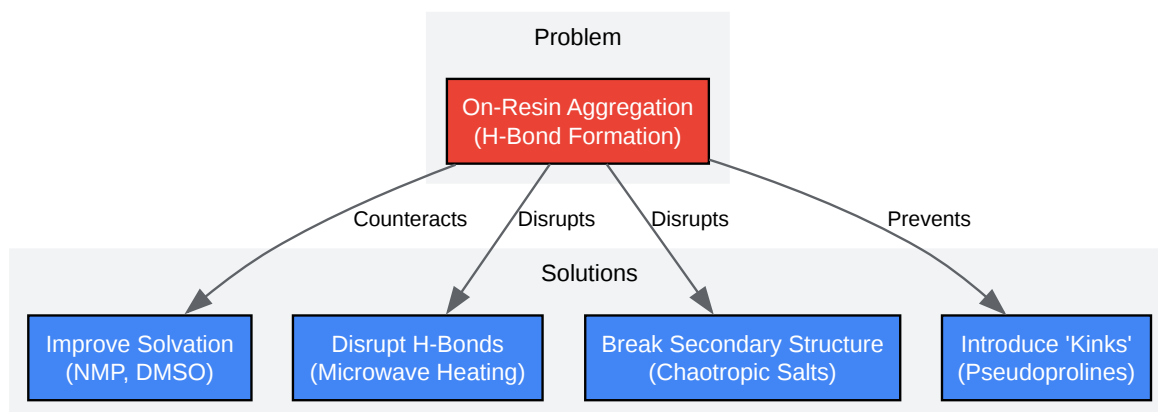 Problem
On-Resin Aggregation
(H-Bond Formation)
Counteracts
Disrupts
Disrupts
Prevents
Solutions
Improve Solvation
(NMP, DMSO)
Disrupt H-Bonds
(Microwave Heating)
Break Secondary Structure
(Chaotropic Salts)
Introduce 'Kinks'
(Pseudoprolines)